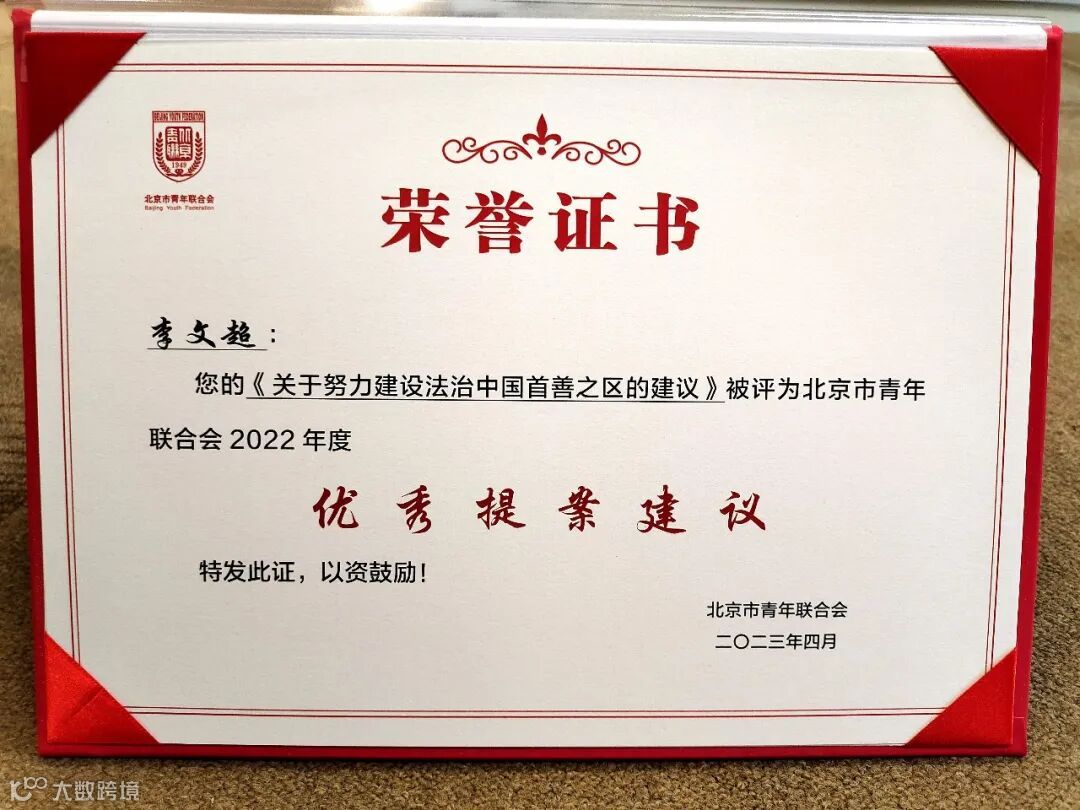 BEIJING YOUTH FEDERATION
1949
北京市青年联合会
Beijing Youth Federation
荣誉证书
李文超：
您的《关于努力建设法治中国首善之区的建议》被评为北京市青年
联合会 2022 年度
优秀提案建议
特发此证，以资鼓励！
北京市青年联合会
二〇二三年四月
大数跨境